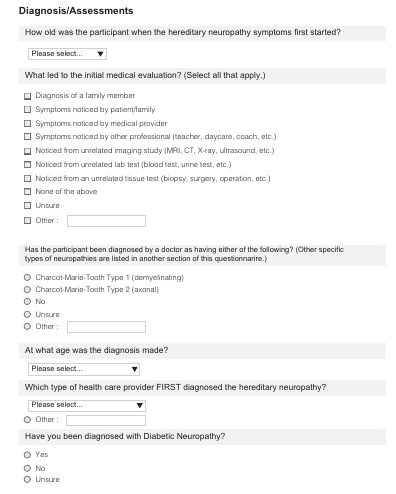 Diagnosis/Assessments
How old was the participant when the hereditary neuropathy symptoms first started?
Please select...
What led to the initial medical evaluation? (Select all that apply.)
Diagnosis of a family member
Symptoms noticed by patient/family
Symptoms noticed by medical provider
Symptoms noticed by other professional (teacher, daycare, coach, etc.)
Noticed from unrelated imaging study (MRI, CT, X-ray, ultrasound, etc.)
Noticed from unrelated lab test (blood test, urine test, etc.)
Noticed from an unrelated tissue test (biopsy, surgery, operation, etc.)
None of the above
Unsure
Other :
Has the participant been diagnosed by a doctor as having either of the following? (Other specific
types of neuropathies are listed in another section of this questionnarire.)
Charcot-Marie-Tooth Type 1 (demyelinating)
Charcot-Marie-Tooth Type 2 (axonal)
No
Unsure
Other :
At what age was the diagnosis made?
Please select...
Which type of health care provider FIRST diagnosed the hereditary neuropathy?
Please select...
Other :
Have you been diagnosed with Diabetic Neuropathy?
Yes
No
Unsure